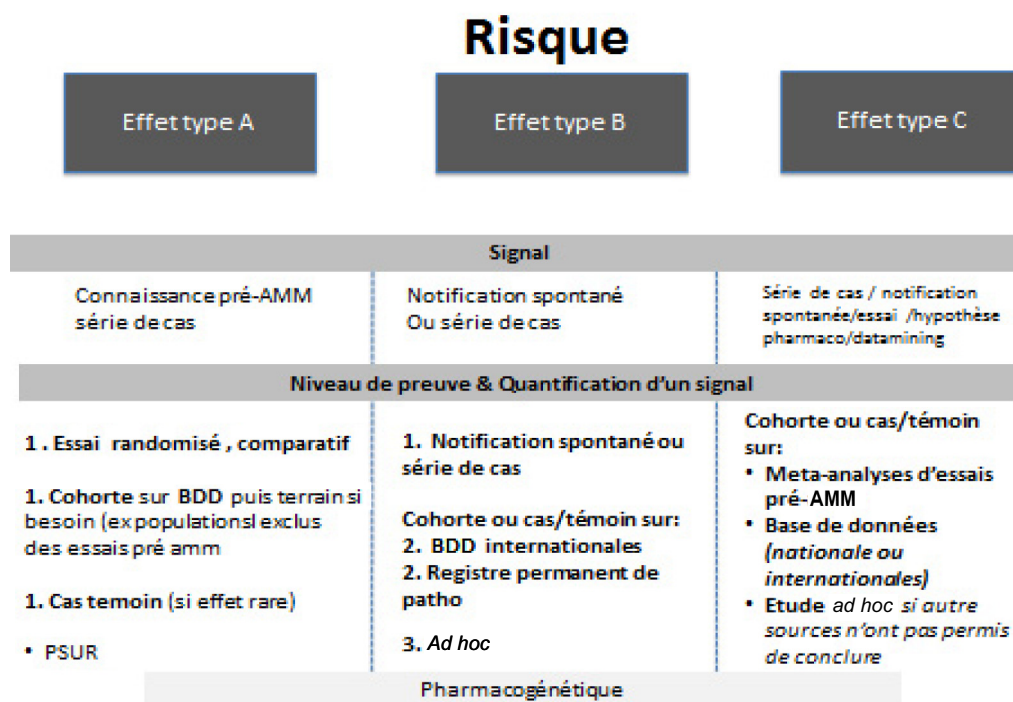 Risque
Effet type A
Effet type B
Effet type C
Signal
Connaissance pré-AMM
série de cas
Notification spontané
Ou série de cas
Série de cas / notification
spontanée/essai /hypothèse
pharmaco/datamining
Niveau de preuve & Quantification d'un signal
1 . Essai randomisé , comparatif
1. Cohorte sur BDD puis terrain si
besoin (ex populationsl exclus
des essais pré amm
1. Cas temoin (si effet rare)
• PSUR
1. Notification spontané ou
série de cas
Cohorte ou cas/témoin sur:
2. BDD internationales
2. Registre permanent de
patho
3. Ad hoc
Cohorte ou cas/témoin
sur:
• Meta-analyses d'essais
pré-AMM
• Base de données
(nationale ou
internationales)
• Etude ad hoc si autre
sources n'ont pas permis
de conclure
Pharmacogénétique